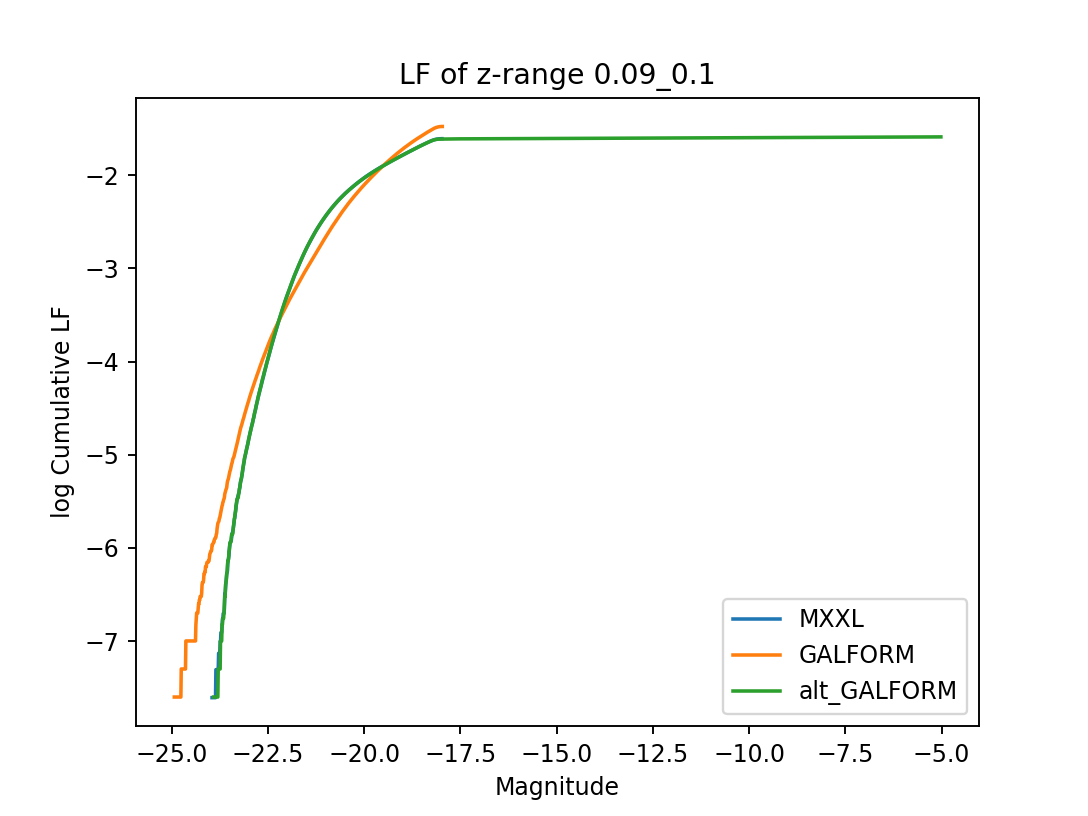 LF of z-range 0.09_0.1
log Cumulative LF
−2
−3
−4
−5
−6
−7
MXXL
GALFORM
alt_GALFORM
−25.0 −22.5 −20.0 −17.5 −15.0 −12.5 −10.0 −7.5 −5.0
Magnitude